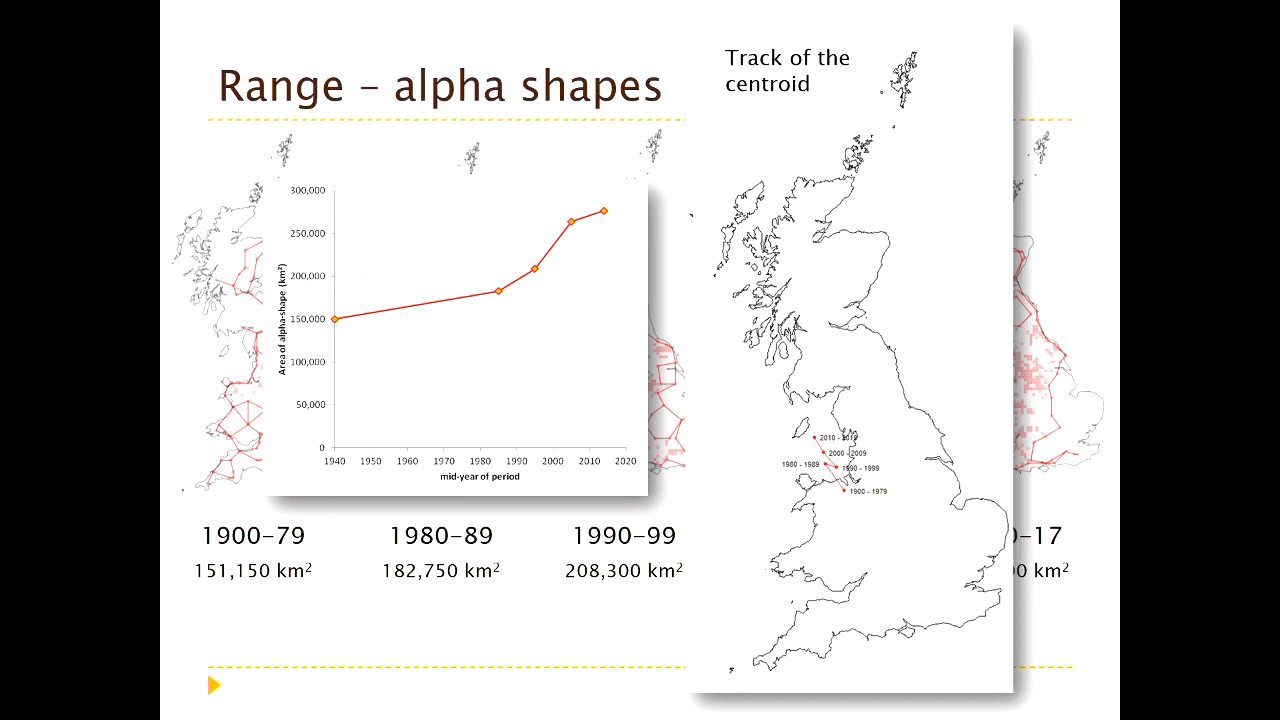 Range – alpha shapes
Track of the
centroid
300,000
250,000
200,000
150,000
100,000
50,000
0
Area of alpha-shape (km²)
1940 1950 1960 1970 1980 1990 2000 2010 2020
mid-year of period
2010 -
2000 - 2009
1980 - 1989
1990 - 1999
1900 - 1979
1900–79
1980–89
1990–99
–17
151,150 km²
182,750 km²
208,300 km²
km²